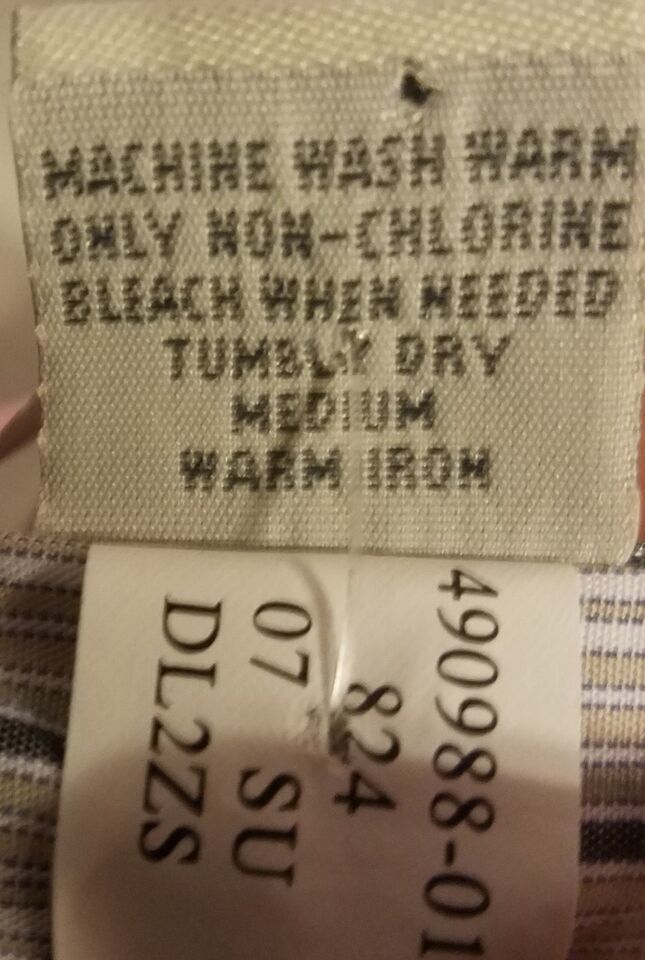 MACHINE WASH WARM
ONLY NON-CHLORINE
BLEACH WHEN NEEDED
TUMBLE DRY
MEDIUM
WARM IRON
490988-01
824
07 SU
DL2ZS